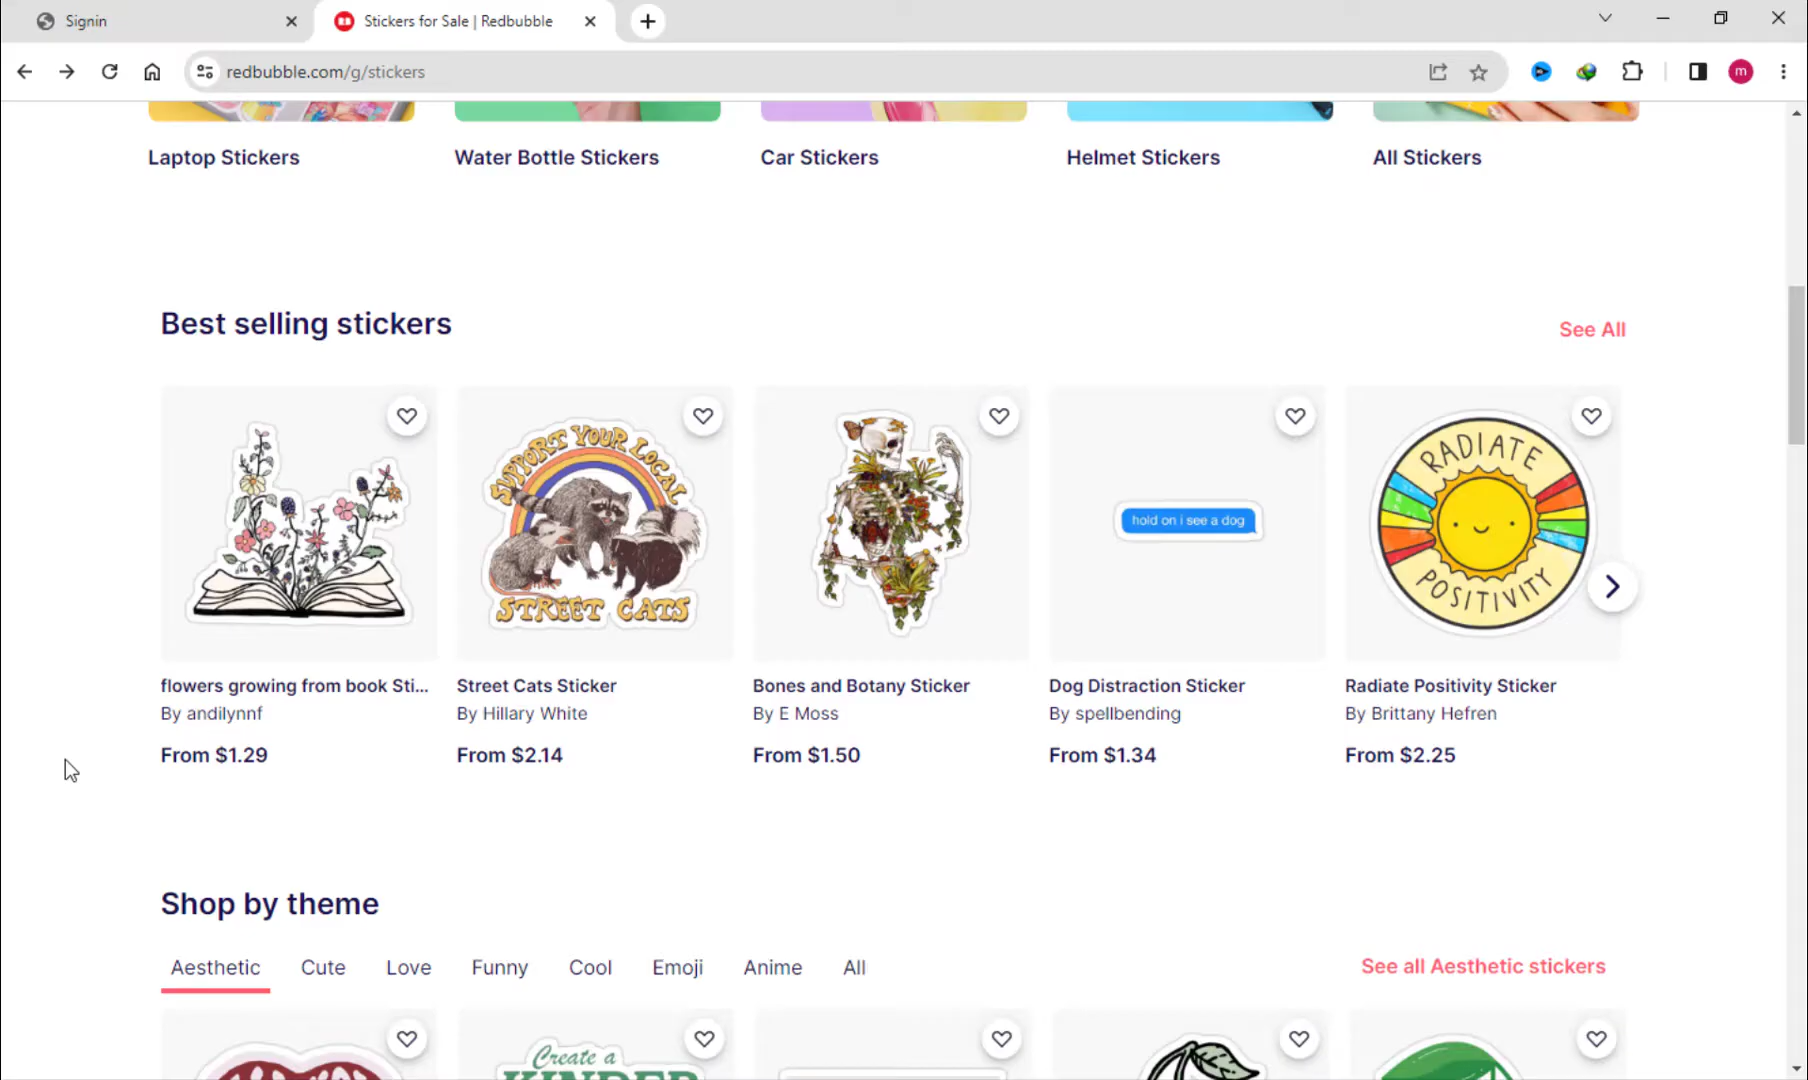 Signin
Stickers for Sale | Redbubble
redbubble.com/g/stickers
m
Laptop Stickers
Water Bottle Stickers
Car Stickers
Helmet Stickers
All Stickers
Best selling stickers
See All
SUPPORT YOUR LOCAL
STREET CATS
hold on i see a dog
RADIATE
POSITIVITY
flowers growing from book Sti...
By andilynnf
From $1.29
Street Cats Sticker
By Hillary White
From $2.14
Bones and Botany Sticker
By E Moss
From $1.50
Dog Distraction Sticker
By spellbending
From $1.34
Radiate Positivity Sticker
By Brittany Hefren
From $2.25
Shop by theme
Aesthetic Cute Love Funny Cool Emoji Anime All
See all Aesthetic stickers
Create a
KINDER